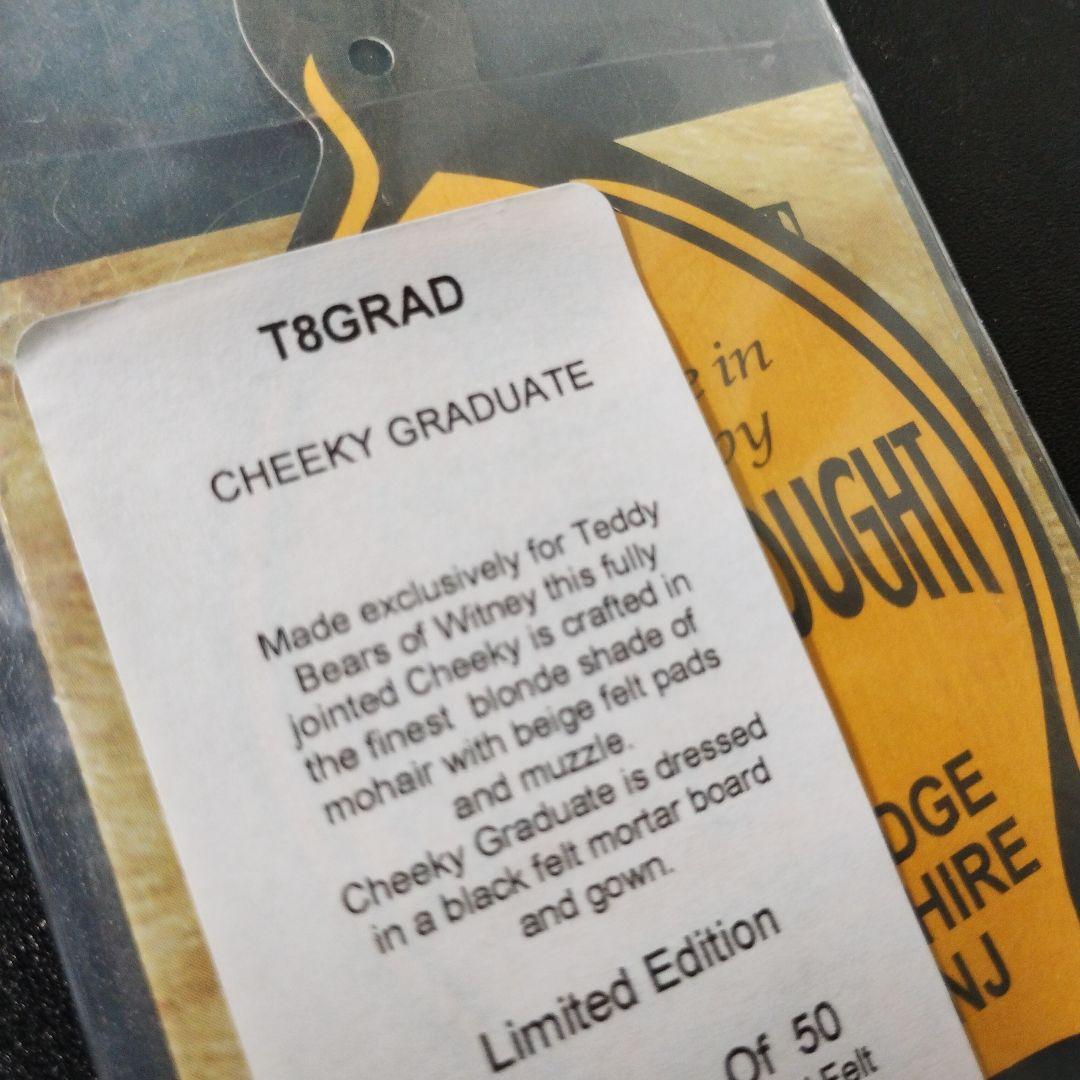 T8GRAD
CHEEKY GRADUATE
Made exclusively for Teddy
Bears of Witney this fully
jointed Cheeky is crafted in
the finest blonde shade of
mohair with beige felt pads
and muzzle.
Cheeky Graduate is dressed
in a black felt mortar board
and gown.
Limited Edition
Of 50
Felt
e in
by
OUGHT
DGE
HIRE
NJ